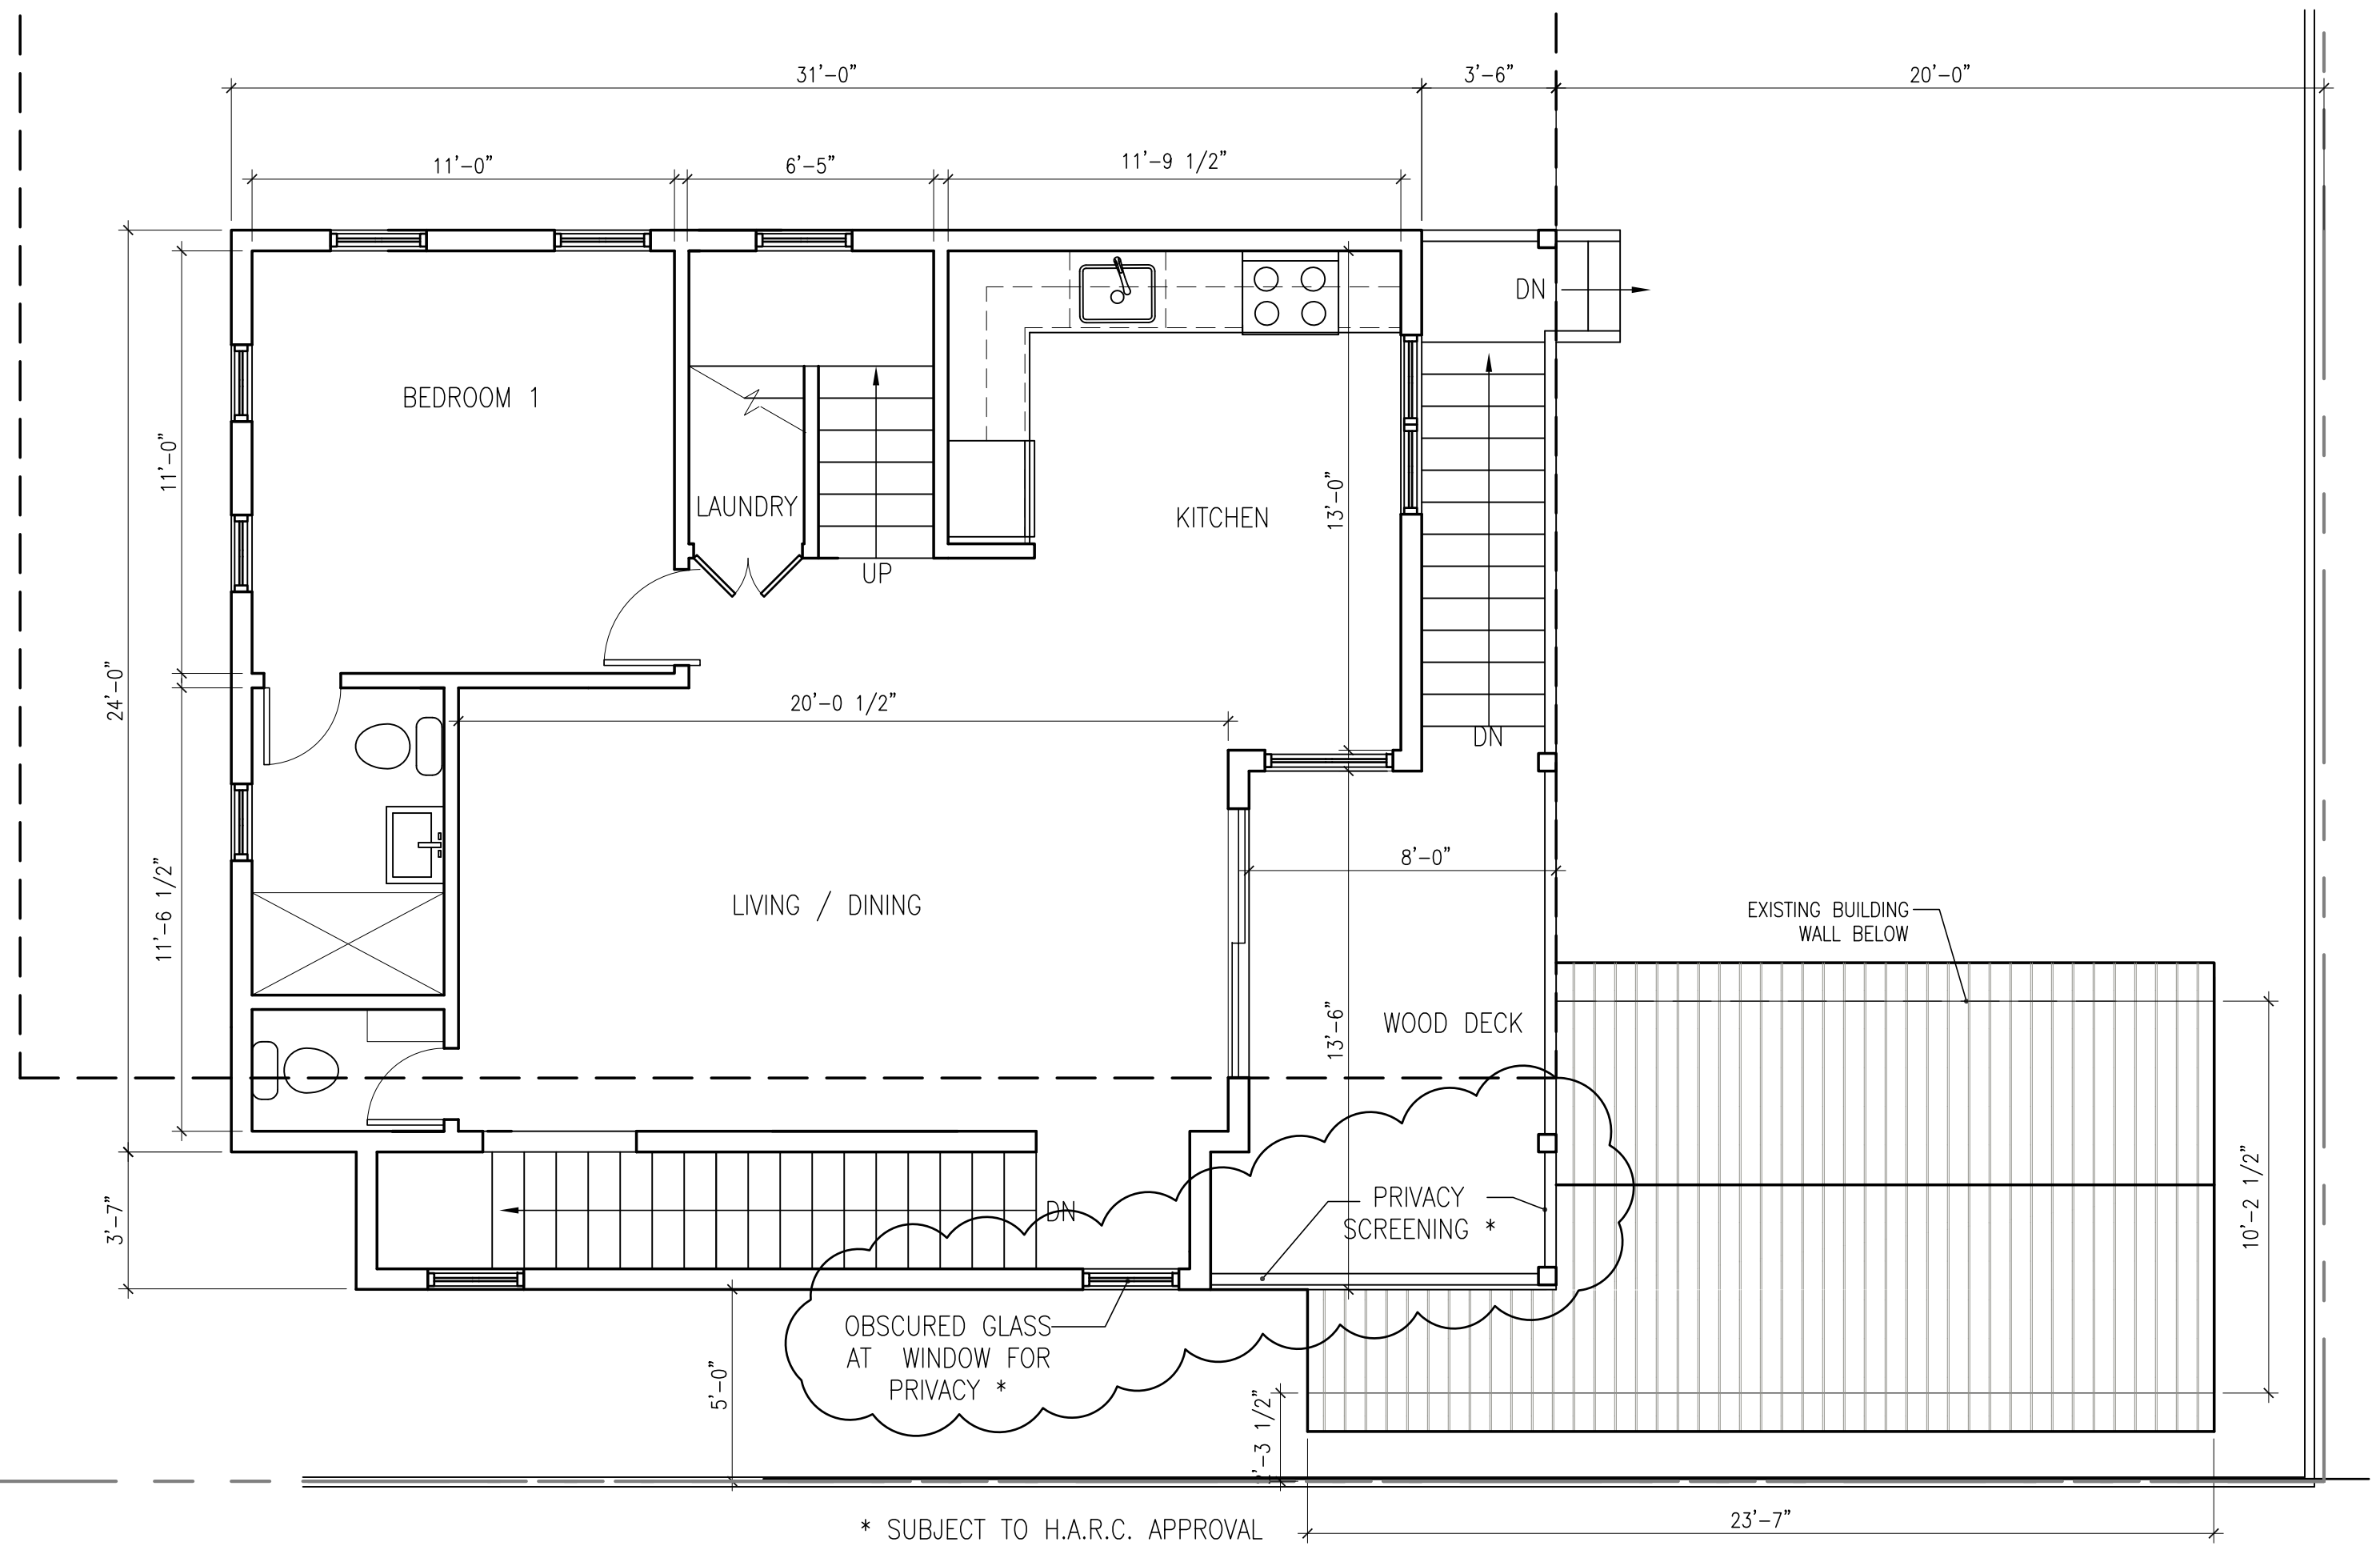 31'-0"
3'-6"
20'-0"
11'-0"
6'-5"
11'-9 1/2"
DN
BEDROOM 1
11'-0"
LAUNDRY
KITCHEN
13'-0"
UP
24'-0"
20'-0 1/2"
DN
8'-0"
11'-6 1/2"
LIVING / DINING
EXISTING BUILDING
WALL BELOW
WOOD DECK
13'-6"
3'-7"
DN
PRIVACY
SCREENING *
10'-2 1/2"
OBSCURED GLASS
AT WINDOW FOR
PRIVACY *
5'-0"
'-3 1/2"
* SUBJECT TO H.A.R.C. APPROVAL
23'-7"